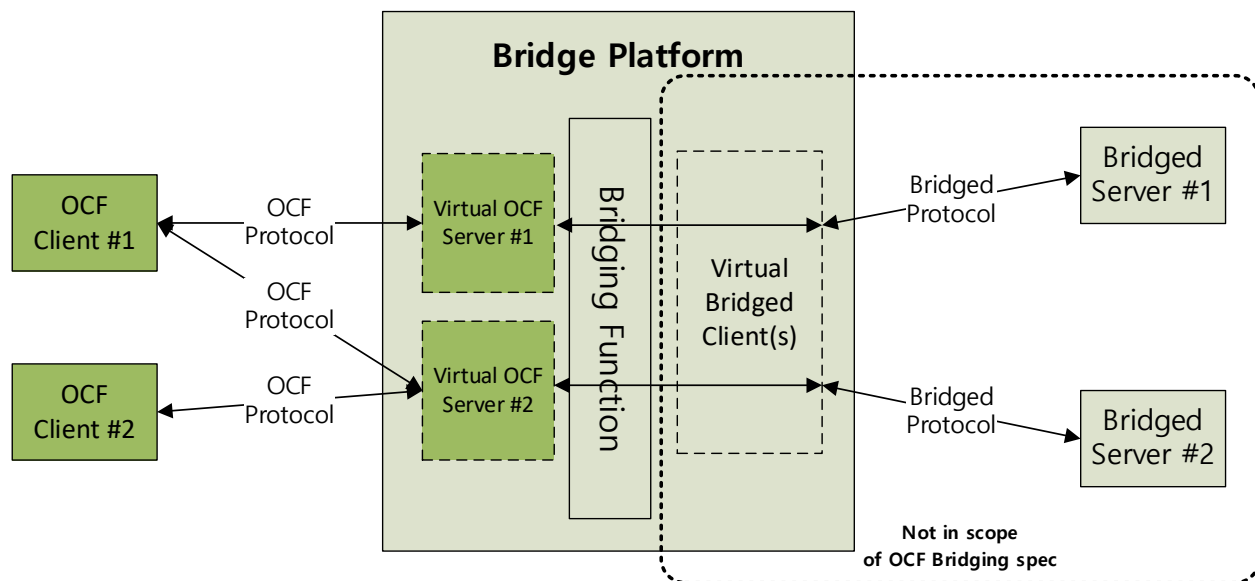 Bridge Platform
OCF
Client #1
OCF
Protocol
Virtual OCF
Server #1
Bridging Function
Virtual
Bridged
Client(s)
Bridged
Protocol
Bridged
Server #1
OCF
Protocol
OCF
Client #2
OCF
Protocol
Virtual OCF
Server #2
Bridged
Protocol
Bridged
Server #2
Not in scope
of OCF Bridging spec